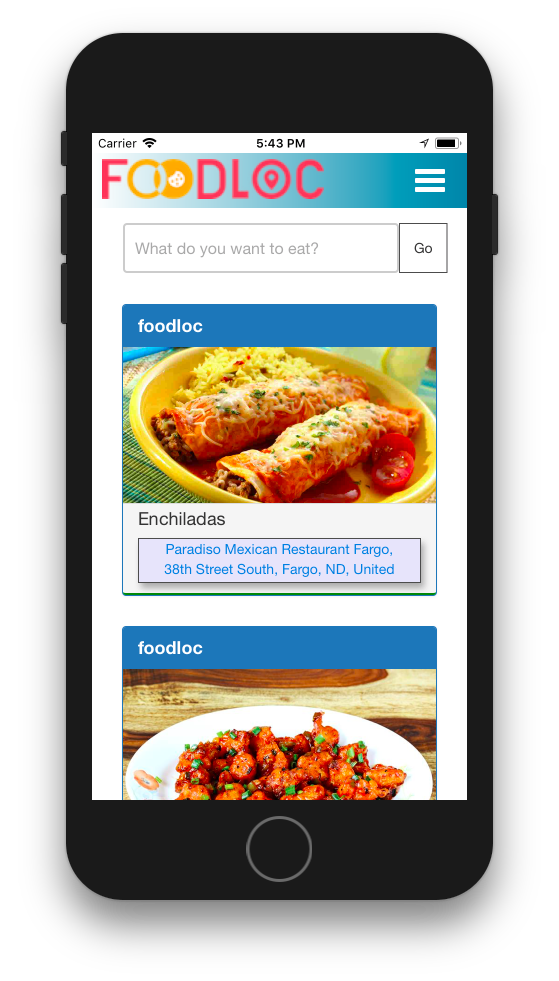 Carrier 5:43 PM
FOODLOC
What do you want to eat? Go
foodloc
Enchiladas
Paradiso Mexican Restaurant Fargo,
38th Street South, Fargo, ND, United
foodloc